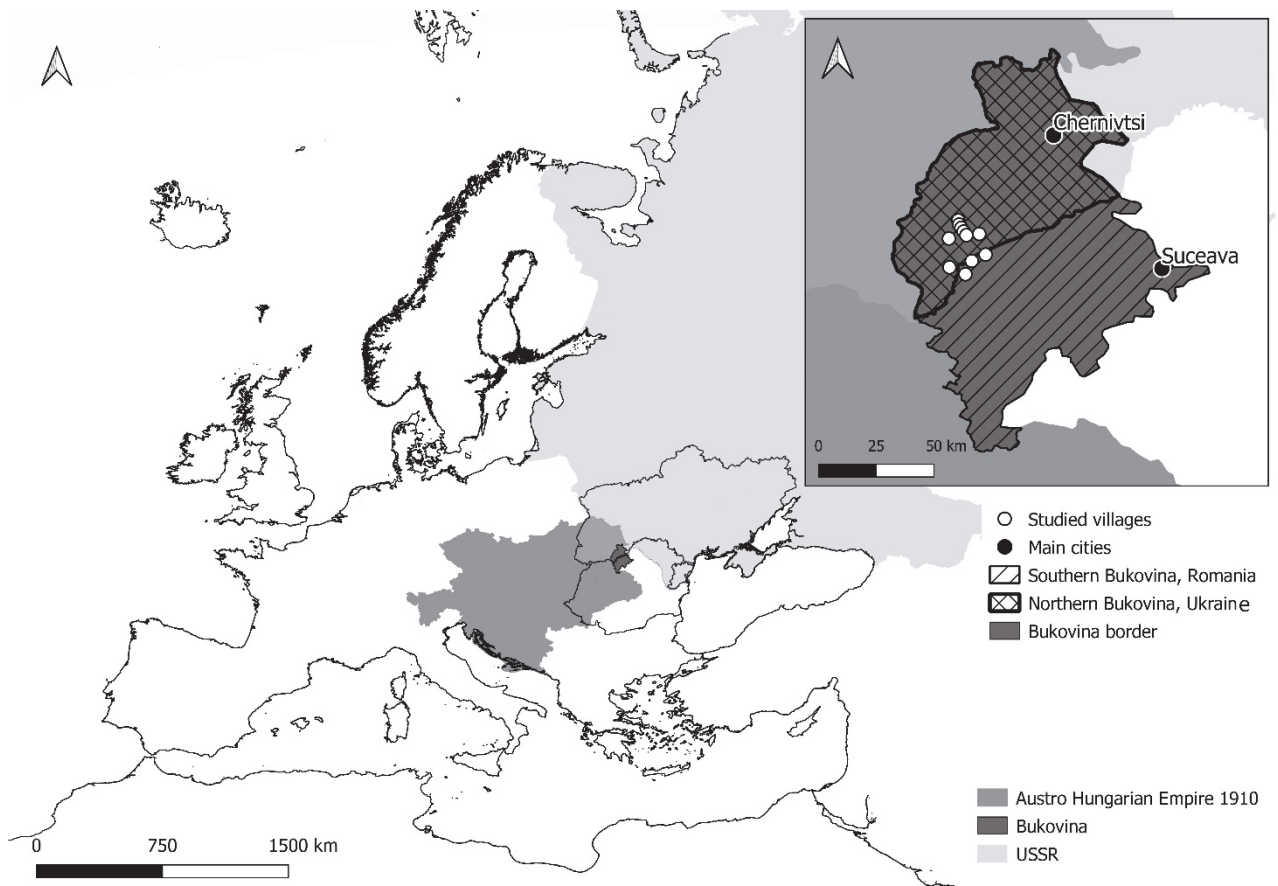 Chernivtsi
Suceava
0 25 50 km
Studied villages
Main cities
Southern Bukovina, Romania
Northern Bukovina, Ukraine
Bukovina border
Austro Hungarian Empire 1910
Bukovina
USSR
0 750 1500 km